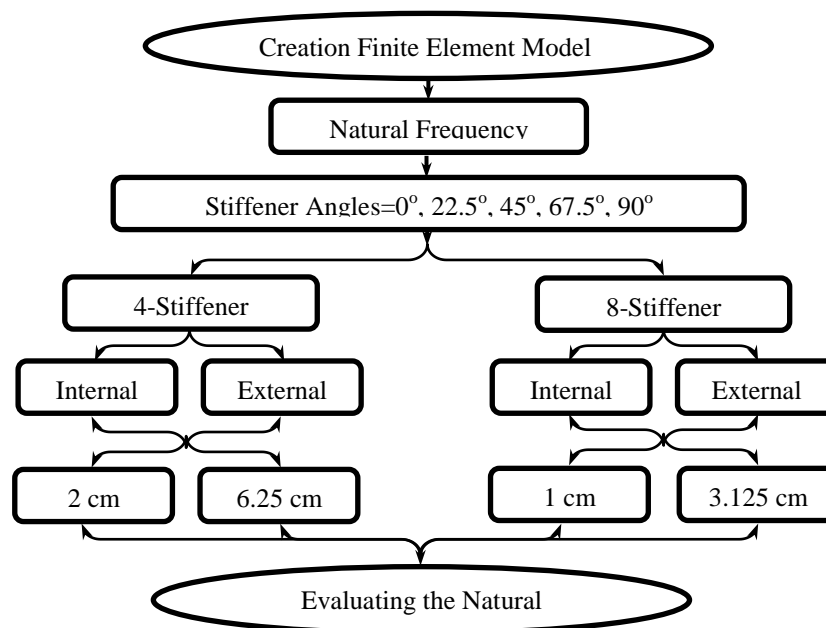 Creation Finite Element Model
Natural Frequency
Stiffener Angles=0°, 22.5°, 45°, 67.5°, 90°
4-Stiffener
8-Stiffener
Internal
External
Internal
External
2 cm
6.25 cm
1 cm
3.125 cm
Evaluating the Natural